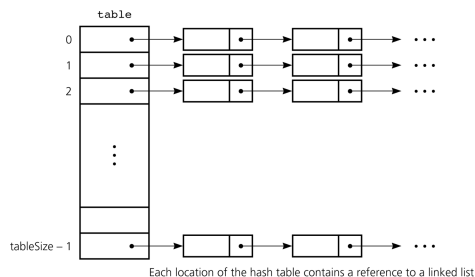 table
0
1
2
tableSize – 1
Each location of the hash table contains a reference to a linked list